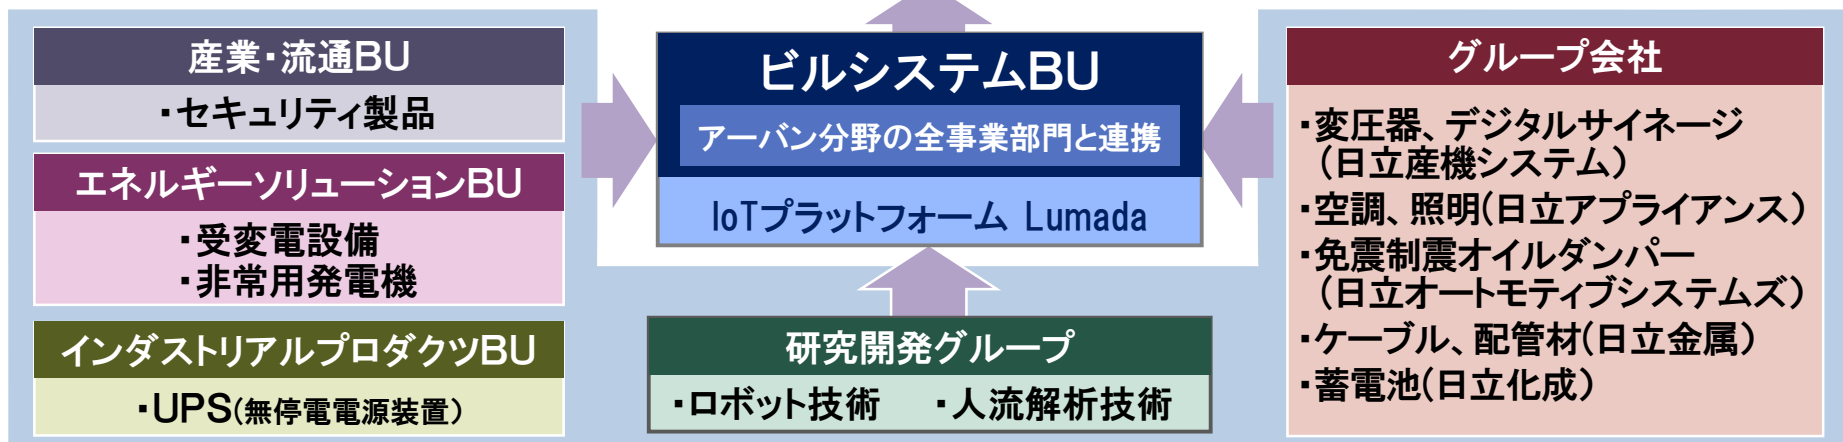 産業・流通BU
・セキュリティ製品
エネルギーソリューションBU
・受変電設備
・非常用発電機
インダストリアルプロダクツBU
・UPS(無停電電源装置)
ビルシステムBU
アーバン分野の全事業部門と連携
IoTプラットフォーム Lumada
研究開発グループ
・ロボット技術 ・人流解析技術
グループ会社
・変圧器、デジタルサイネージ
（日立産機システム）
・空調、照明(日立アプライアンス）
・免震制震オイルダンパー
（日立オートモティブシステムズ）
・ケーブル、配管材(日立金属）
・蓄電池(日立化成）